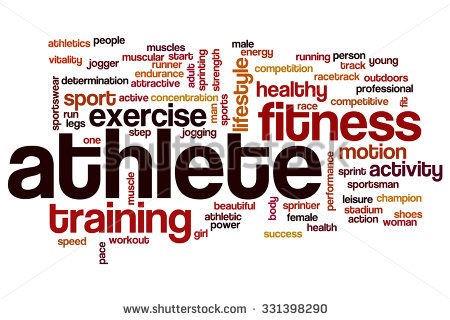 athletics people
muscles
male
energy
vitality
jogger
muscular start
runner
endurance
adult
sprinting
strength
lifestyle
running person
track young
competition
racetrack outdoors
sportswear
determination attractive
professional
sport
active concentration
man
sports
healthy
race
competitive
fit
run
legs
exercise
fitness
one
step
jogging
motion
athlete
muscle
performance
sprint
activity
sportsman
training
beautiful
athletic
power
body
sprinter
female
leisure champion
stadium
action
shoes
woman
speed
pace
workout
girl
success
health
shutterstock
www.shutterstock.com · 331398290